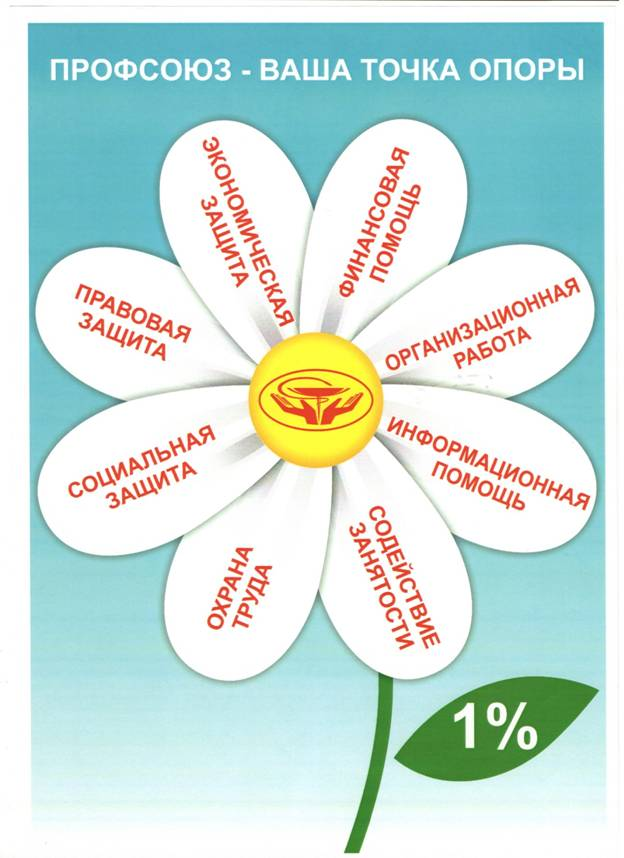 ПРОФСОЮЗ - ВАША ТОЧКА ОПОРЫ
ЭКОНОМИЧЕСКАЯ
ЗАЩИТА
ФИНАНСОВАЯ
ПОМОЩЬ
ОРГАНИЗАЦИОННАЯ
РАБОТА
ИНФОРМАЦИОННАЯ
ПОМОЩЬ
СОДЕЙСТВИЕ
ЗАНЯТОСТИ
ОХРАНА
ТРУДА
СОЦИАЛЬНАЯ
ЗАЩИТА
ПРАВОВАЯ
ЗАЩИТА
1%